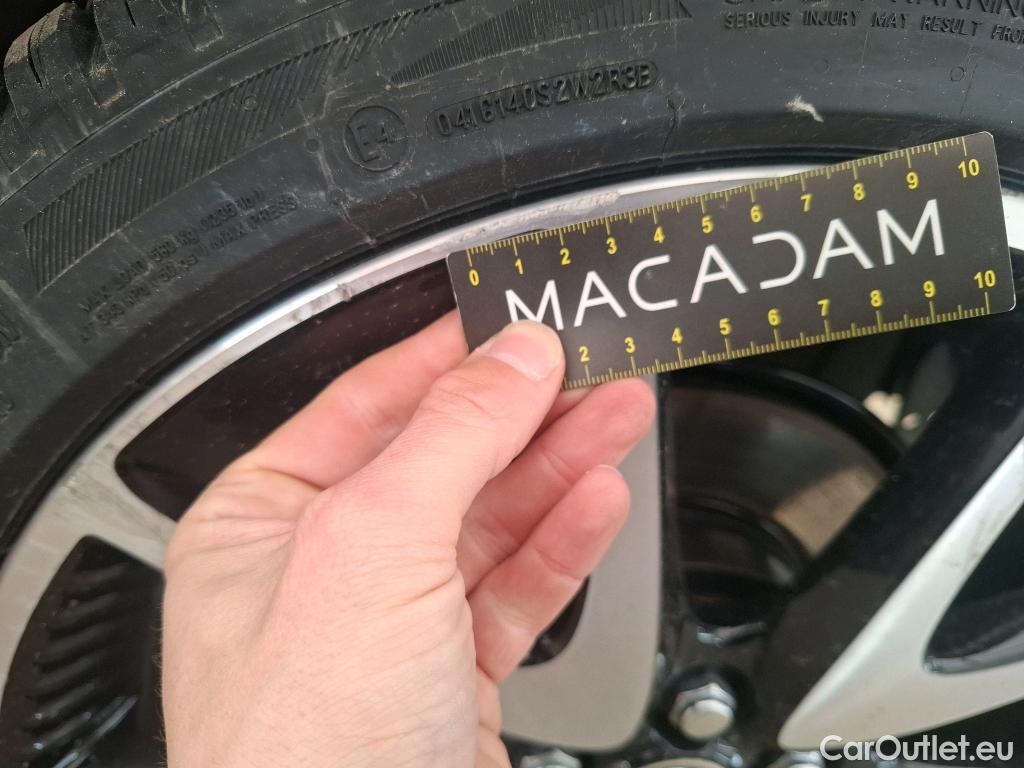 SERIOUS INJURY MAY RESULT FROM
E4
0416140S2W2R3B
MAX PRESS
0 1 2 3 4 5 6 7 8 9 10
MACADAM
2 3 4 5 6 7 8 9 10
CarOutlet.eu